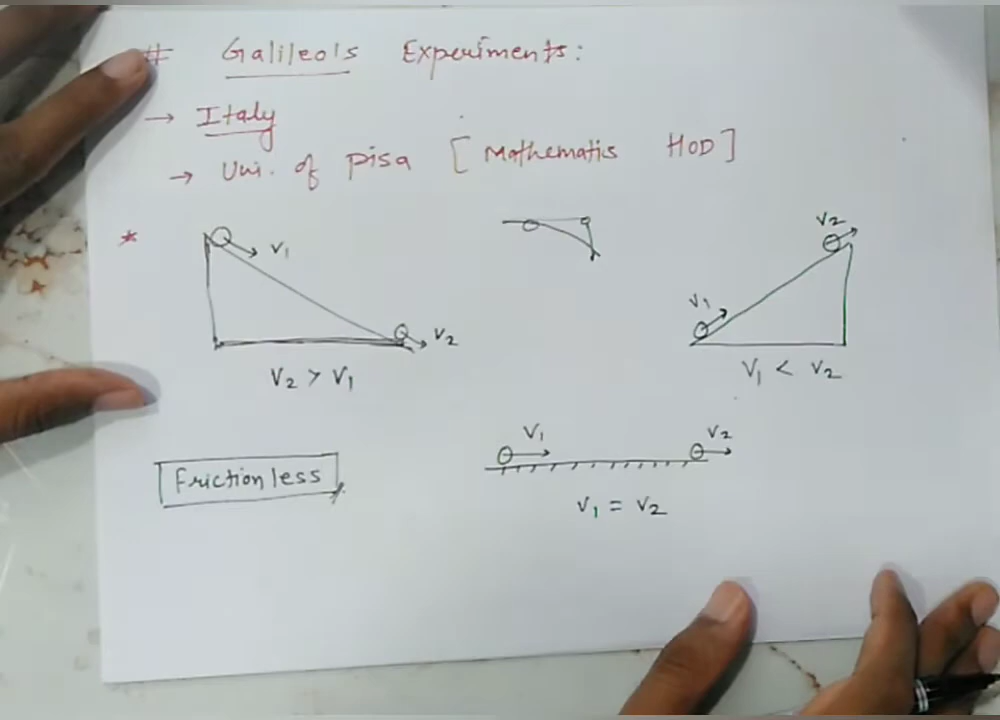 # Galileo's Experiments:
→ Italy
→ Uni. of pisa [Mathematis HOD]
*
V1
V2
V2 > V1
V2
V1
V1 < V2
Frictionless
V1
V2
V1 = V2